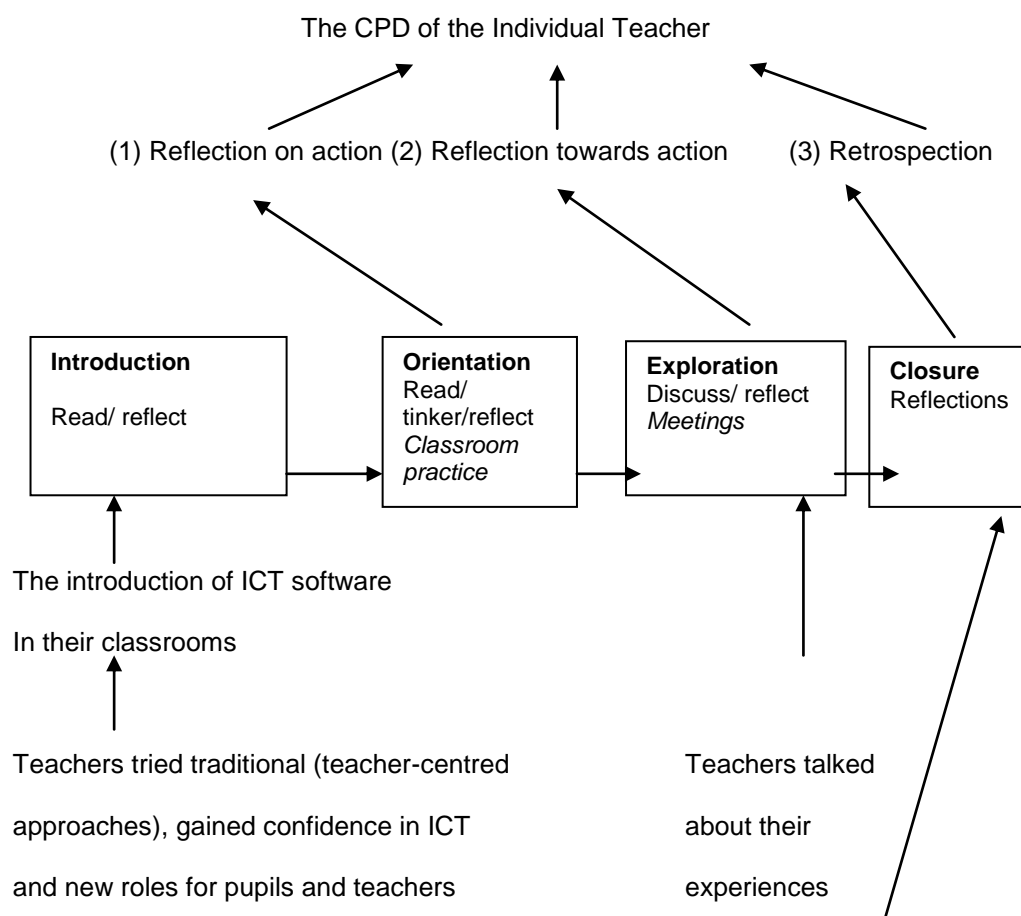 The CPD of the Individual Teacher
(1) Reflection on action (2) Reflection towards action (3) Retrospection
Introduction
Read/ reflect
Orientation
Read/
tinker/reflect
Classroom
practice
Exploration
Discuss/ reflect
Meetings
Closure
Reflections
The introduction of ICT software
In their classrooms
Teachers tried traditional (teacher-centred
approaches), gained confidence in ICT
and new roles for pupils and teachers
Teachers talked
about their
experiences